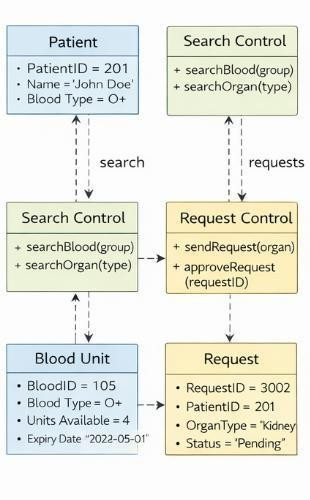 Patient
• PatientID = 201
• Name = 'John Doe'
• Blood Type = O+
Search Control
+ searchBlood(group)
+ searchOrgan(type)
search
requests
Search Control
+ searchBlood(group)
+ searchOrgan(type)
Request Control
+ sendRequest(organ)
+ approveRequest
(requestID)
Blood Unit
• BloodID = 105
• Blood Type = O+
• Units Available = 4
• Expiry Date "2022-05-01"
Request
• RequestID = 3002
• PatientID = 201
• OrganType = "Kidney
• Status = 'Pending"